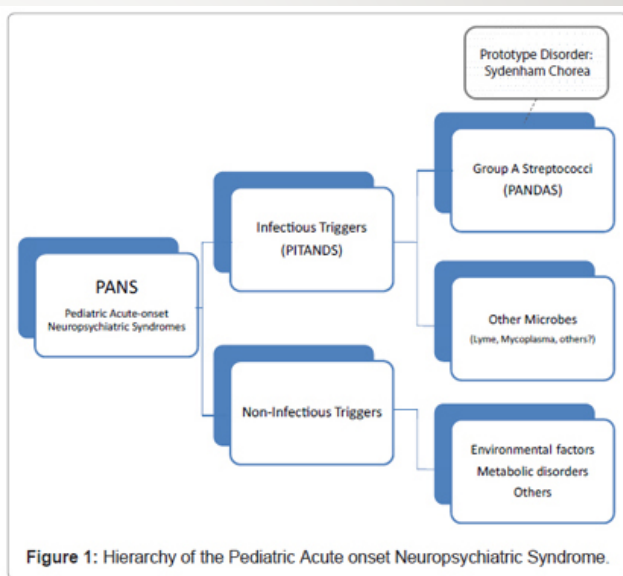 Prototype Disorder:
Sydenham Chorea
Group A Streptococci
(PANDAS)
Infectious Triggers
(PITANDS)
PANS
Pediatric Acute-onset
Neuropsychiatric Syndromes
Other Microbes
(Lyme, Mycoplasma, others?)
Non-Infectious Triggers
Environmental factors
Metabolic disorders
Others
Figure 1: Hierarchy of the Pediatric Acute onset Neuropsychiatric Syndrome.